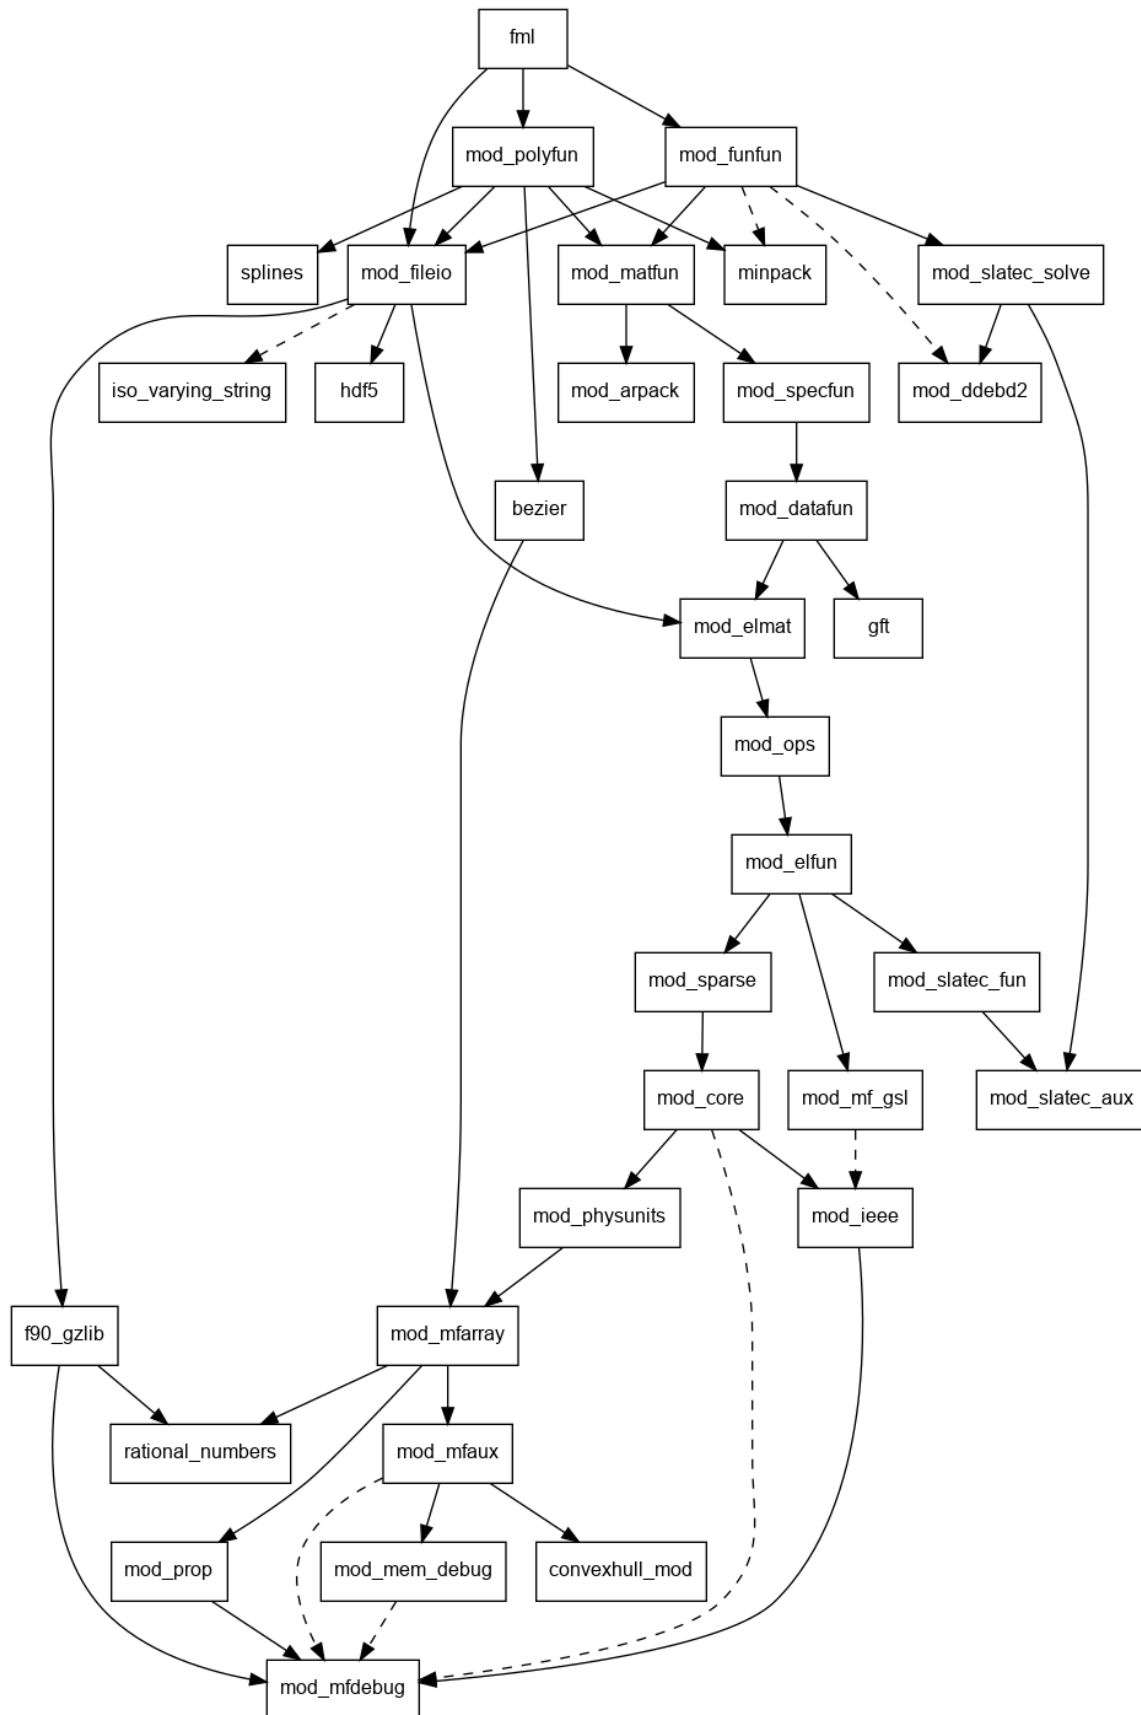 fml
mod_polyfun
mod_funfun
splines
mod_fileio
mod_matfun
minpack
mod_slatec_solve
iso_varying_string
hdf5
mod_arpack
mod_specfun
mod_ddebd2
bezier
mod_datafun
mod_elmat
gft
mod_ops
mod_elfun
mod_sparse
mod_slatec_fun
mod_core
mod_mf_gsl
mod_slatec_aux
mod_physunits
mod_ieee
f90_gzlib
mod_mfarray
rational_numbers
mod_mfaux
mod_prop
mod_mem_debug
convexhull_mod
mod_mfdebug